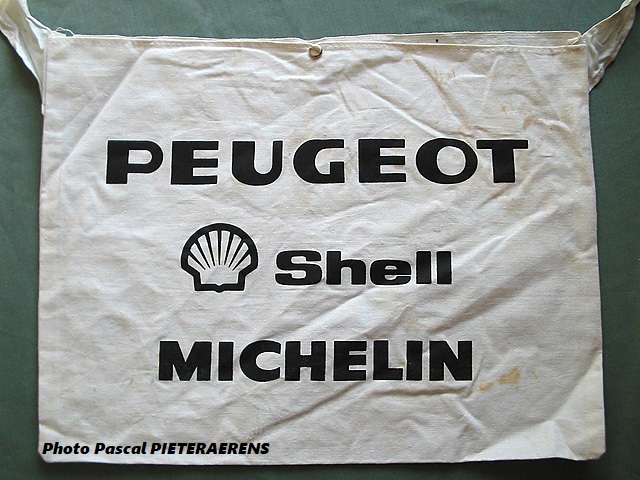 PEUGEOT
Shell
MICHELIN
Photo Pascal PIETERAERENS